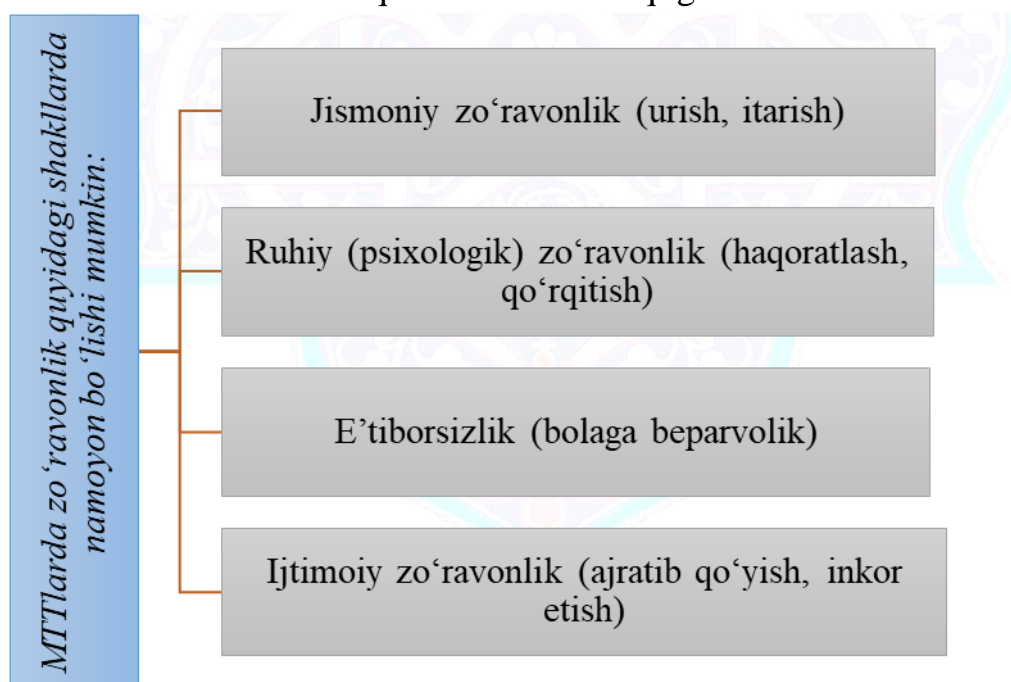 MTTlarda zo‘ravonlik quyidagi shakllarda
namoyon bo‘lishi mumkin:
Jismoniy zo‘ravonlik (urish, itarish)
Ruhiy (psixologik) zo‘ravonlik (haqoratlash,
qo‘rqitish)
E’tiborsizlik (bolaga beparvolik)
Ijtimoiy zo‘ravonlik (ajratib qo‘yish, inkor
etish)